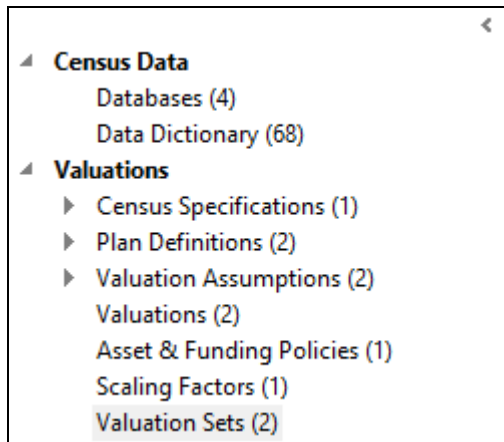 Census Data
Databases (4)
Data Dictionary (68)
Valuations
Census Specifications (1)
Plan Definitions (2)
Valuation Assumptions (2)
Valuations (2)
Asset & Funding Policies (1)
Scaling Factors (1)
Valuation Sets (2)